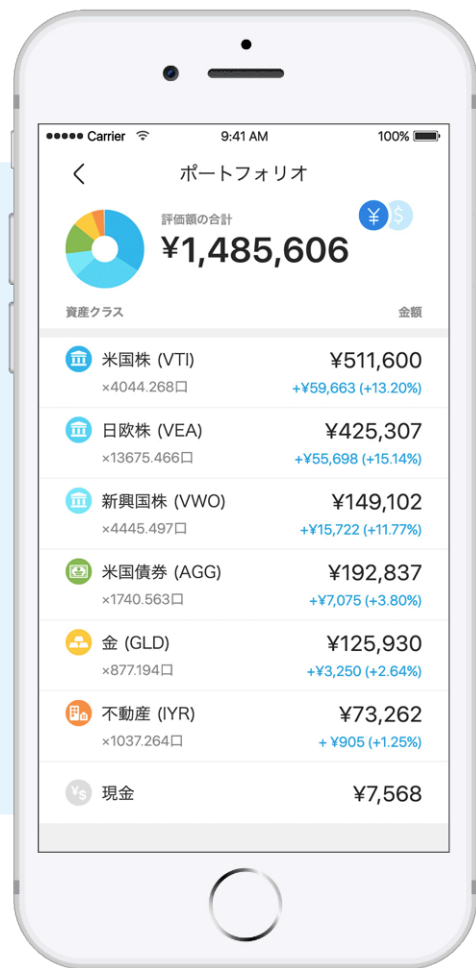 ●●●●● Carrier 9:41 AM 100%
ポートフォリオ
評価額の合計
¥ $
¥1,485,606
資産クラス 金額
米国株 (VTI) ¥511,600
×4044.268口 +¥59,663 (+13.20%)
日欧株 (VEA) ¥425,307
×13675.466口 +¥55,698 (+15.14%)
新興国株 (VWO) ¥149,102
×4445.497口 +¥15,722 (+11.77%)
米国債券 (AGG) ¥192,837
×1740.563口 +¥7,075 (+3.80%)
金 (GLD) ¥125,930
×877.194口 +¥3,250 (+2.64%)
不動産 (IYR) ¥73,262
×1037.264口 + ¥905 (+1.25%)
¥$ 現金 ¥7,568